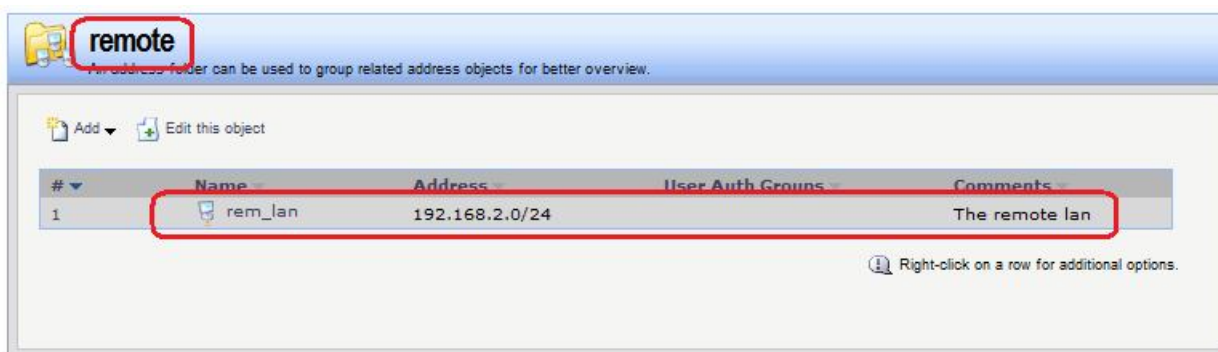 remote
An address folder can be used to group related address objects for better overview.
Add Edit this object
# Name Address User Auth Groups Comments
1 rem_lan 192.168.2.0/24 The remote lan
Right-click on a row for additional options.